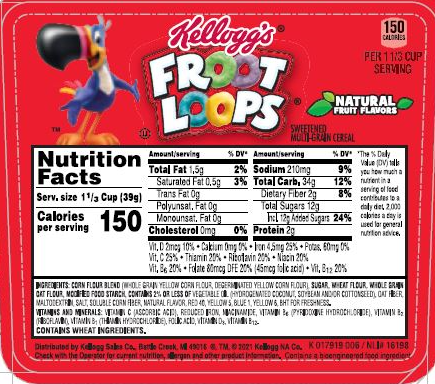 Kellogg's
150
CALORIES
PER 1 1/3 CUP
SERVING
FROOT
LOOPS
®
NATURAL
FRUIT FLAVORS
TM
SWEETENED
MULTI-GRAIN CEREAL
Nutrition
Facts
Serv. size 1 1/3 Cup (39g)
Calories
per serving 150
Amount/serving % DV*
Total Fat 1.5g 2%
Saturated Fat 0.5g 3%
Trans Fat 0g
Polyunsat. Fat 0g
Monounsat. Fat 0g
Cholesterol 0mg 0%
Amount/serving % DV*
Sodium 210mg 9%
Total Carb. 34g 12%
Dietary Fiber 2g 8%
Total Sugars 12g
Incl. 12g Added Sugars 24%
Protein 2g
*The % Daily
Value (DV) tells
you how much a
nutrient in a
serving of food
contributes to a
daily diet. 2,000
calories a day is
used for general
nutrition advice.
Vit. D 2mcg 10% • Calcium 0mg 0% • Iron 4.5mg 25% • Potas. 60mg 0%
Vit. C 25% • Thiamin 20% • Riboflavin 20% • Niacin 20%
Vit. B6 20% • Folate 80mcg DFE 20% (45mcg folic acid) • Vit. B12 20%
INGREDIENTS: CORN FLOUR BLEND (WHOLE GRAIN YELLOW CORN FLOUR, DEGERMINATED YELLOW CORN FLOUR), SUGAR, WHEAT FLOUR, WHOLE GRAIN
OAT FLOUR, MODIFIED FOOD STARCH, CONTAINS 2% OR LESS OF VEGETABLE OIL (HYDROGENATED COCONUT, SOYBEAN AND/OR COTTONSEED), OAT FIBER,
MALTODEXTRIN, SALT, SOLUBLE CORN FIBER, NATURAL FLAVOR, RED 40, YELLOW 5, BLUE 1, YELLOW 6, BHT FOR FRESHNESS.
VITAMINS AND MINERALS: VITAMIN C (ASCORBIC ACID), REDUCED IRON, NIACINAMIDE, VITAMIN B6 (PYRIDOXINE HYDROCHLORIDE), VITAMIN B2
(RIBOFLAVIN), VITAMIN B1 (THIAMIN HYDROCHLORIDE), FOLIC ACID, VITAMIN D3, VITAMIN B12.
CONTAINS WHEAT INGREDIENTS.
Distributed by Kellogg Sales Co., Battle Creek, MI 49016 ®, TM, © 2021 Kellogg NA Co. K 017919 006 / NLI#
Check with the Operator for current nutrition, allergen and other product information. Contains a bioengineered food ingredient